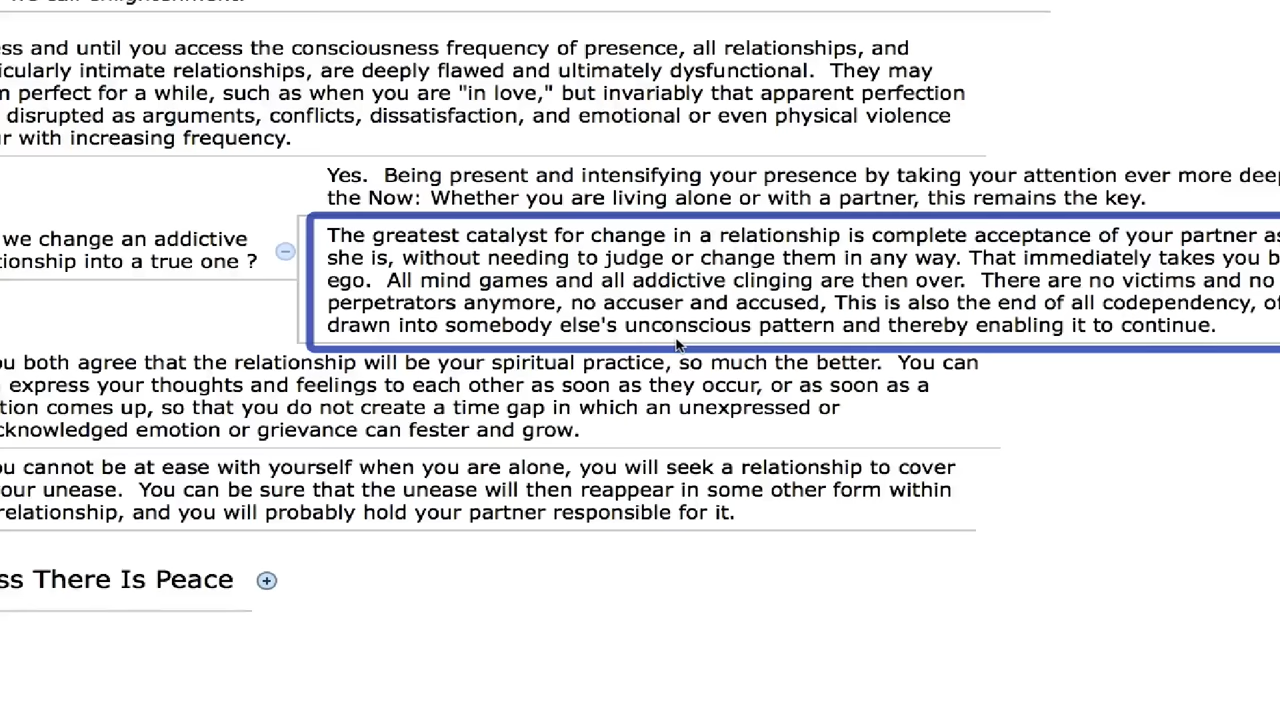 ess and until you access the consciousness frequency of presence, all relationships, and
icularly intimate relationships, are deeply flawed and ultimately dysfunctional. They may
m perfect for a while, such as when you are "in love," but invariably that apparent perfection
disrupted as arguments, conflicts, dissatisfaction, and emotional or even physical violence
ur with increasing frequency.
Yes. Being present and intensifying your presence by taking your attention ever more deep
the Now: Whether you are living alone or with a partner, this remains the key.
we change an addictive
tionship into a true one ?
The greatest catalyst for change in a relationship is complete acceptance of your partner as
she is, without needing to judge or change them in any way. That immediately takes you b
ego. All mind games and all addictive clinging are then over. There are no victims and no
perpetrators anymore, no accuser and accused, This is also the end of all codependency, of
drawn into somebody else's unconscious pattern and thereby enabling it to continue.
ou both agree that the relationship will be your spiritual practice, so much the better. You can
express your thoughts and feelings to each other as soon as they occur, or as soon as a
ction comes up, so that you do not create a time gap in which an unexpressed or
cknowledged emotion or grievance can fester and grow.
ou cannot be at ease with yourself when you are alone, you will seek a relationship to cover
your unease. You can be sure that the unease will then reappear in some other form within
relationship, and you will probably hold your partner responsible for it.
ss There Is Peace